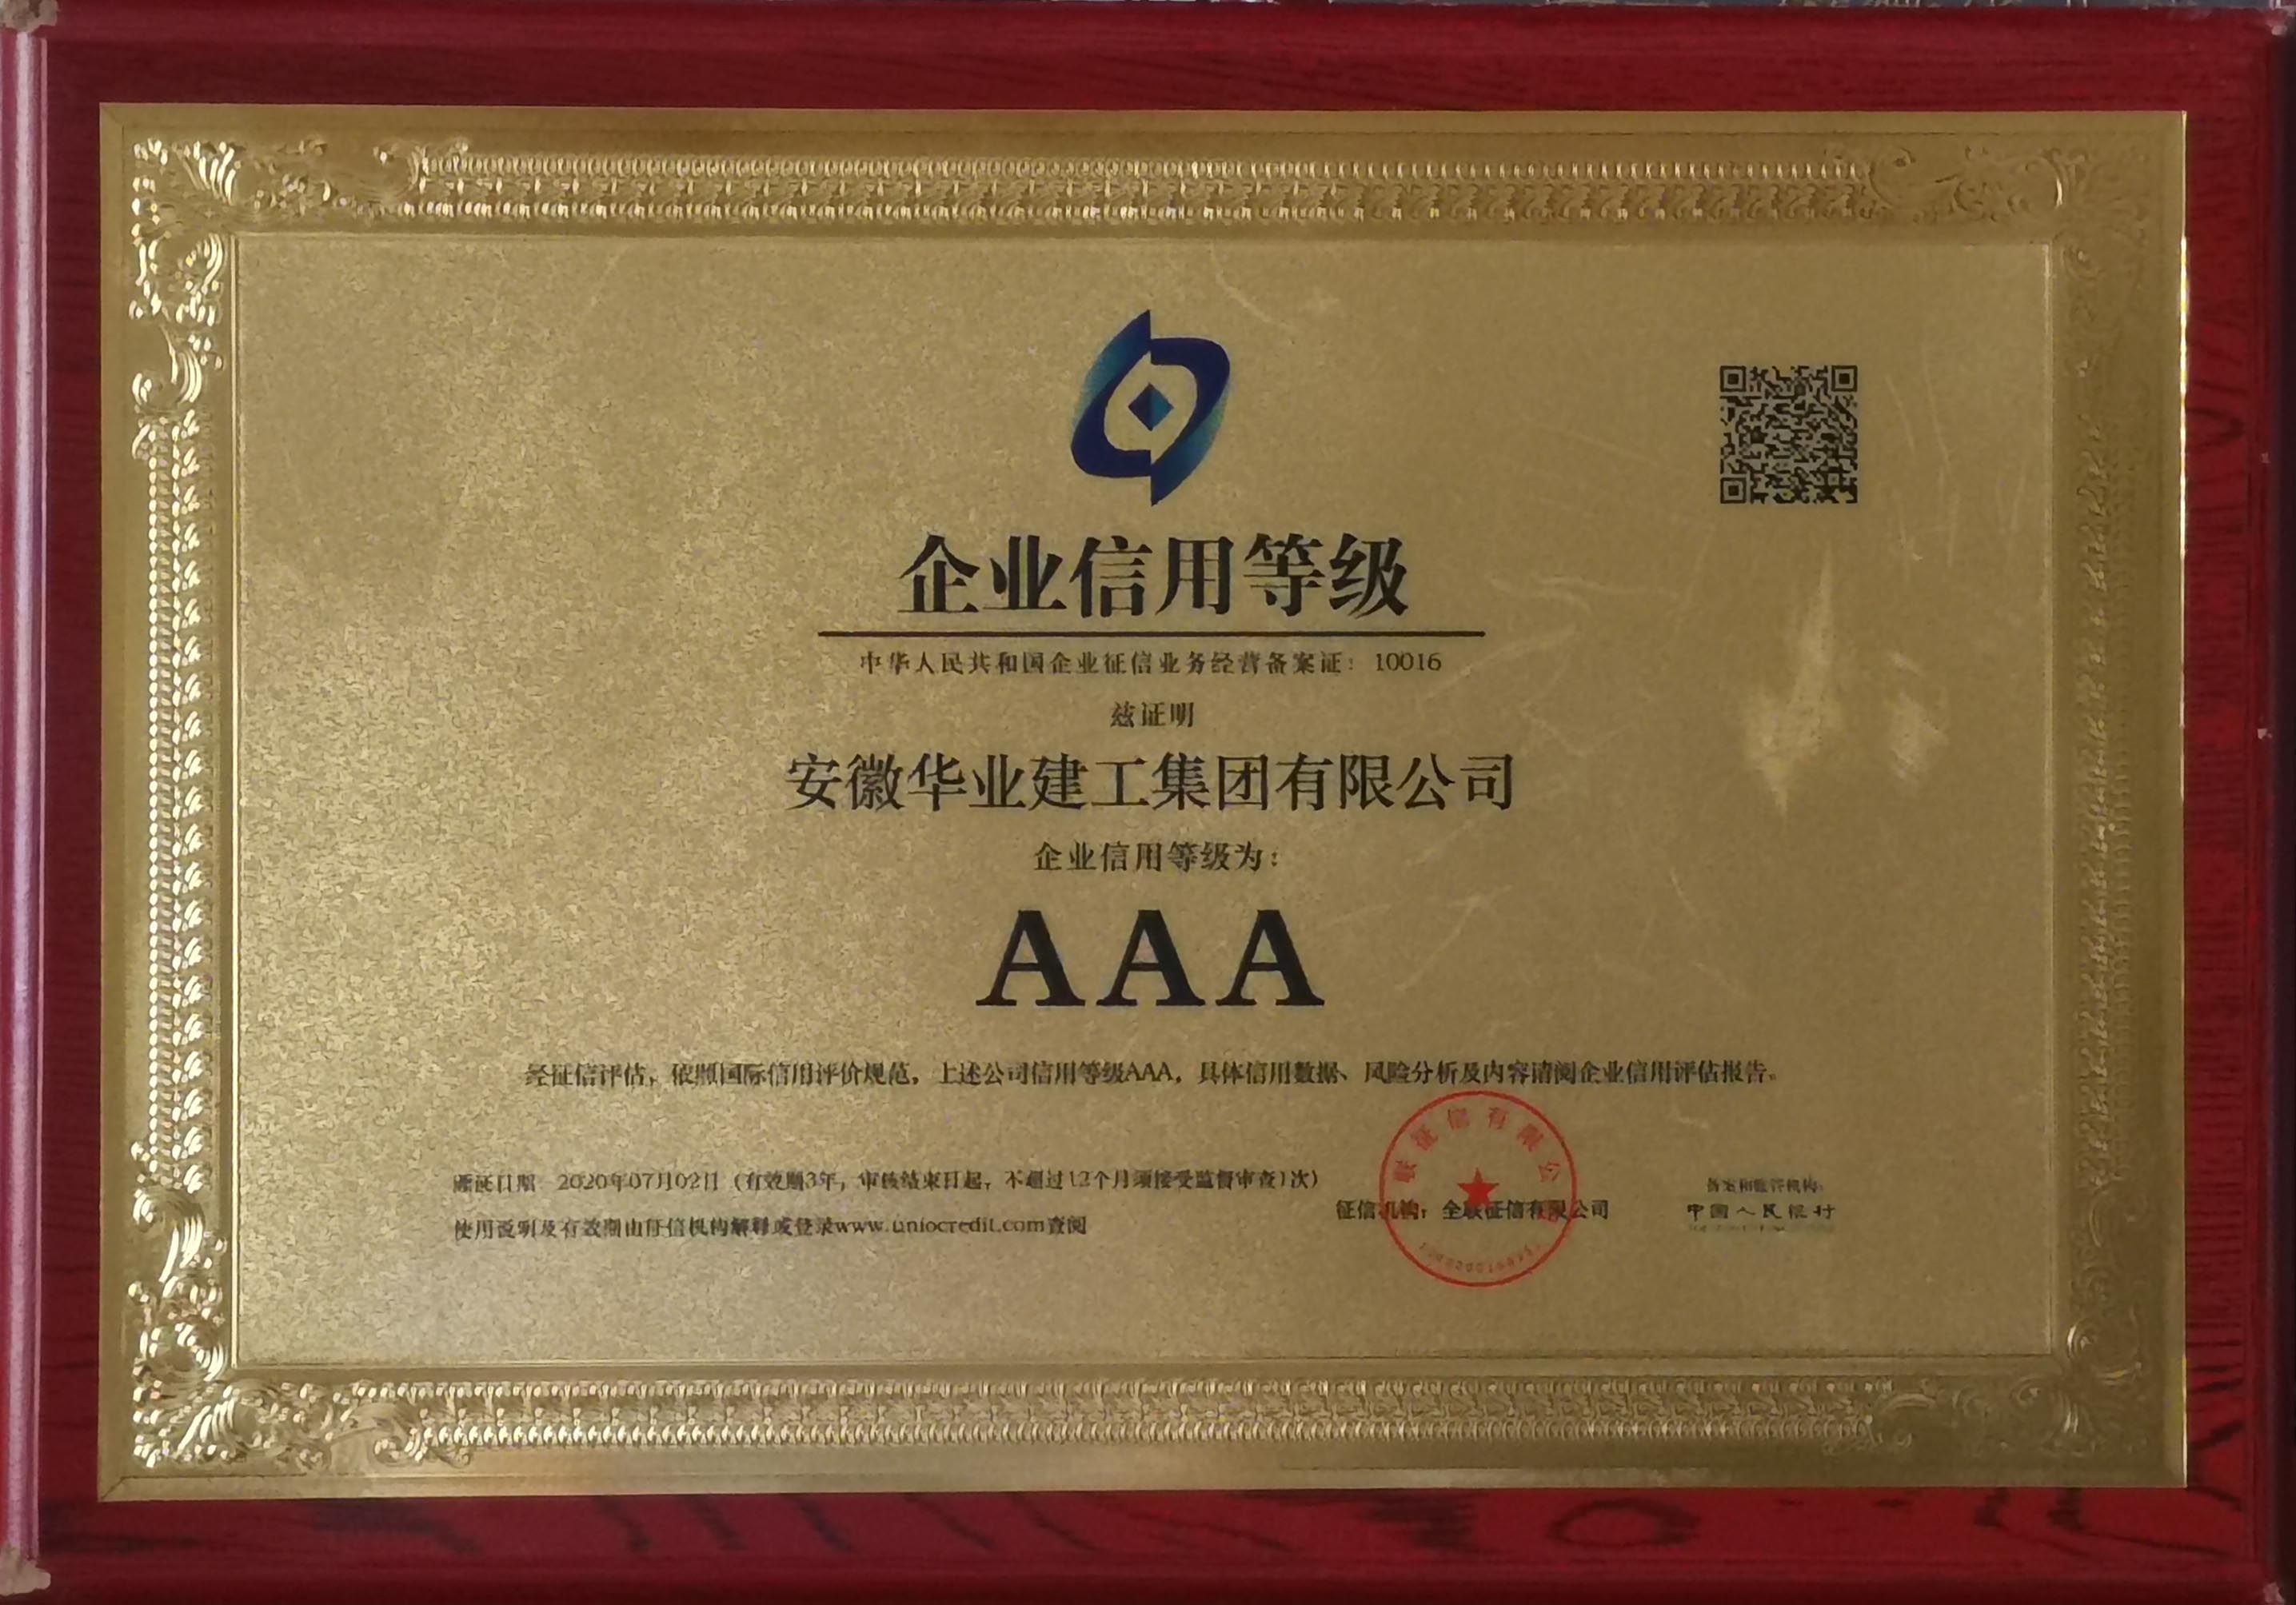 企业信用等级
中华人民共和国企业征信业务经营备案证：10016
兹证明
安徽华业建工集团有限公司
企业信用等级为：
AAA
经征信评估，依照国际信用评价规范，上述公司信用等级AAA，具体信用数据、风险分析及内容请阅企业信用评估报告。
证日期 2020年07月02日（有效期3年，审核结束日起，不超过12个月须接受监督审查1次）
使用说明及有效期由征信机构解释或登录www.uniocredit.com查阅
联征信有限公
征信机构：全联征信有限公司
备案和监管机构：
中国人民银行